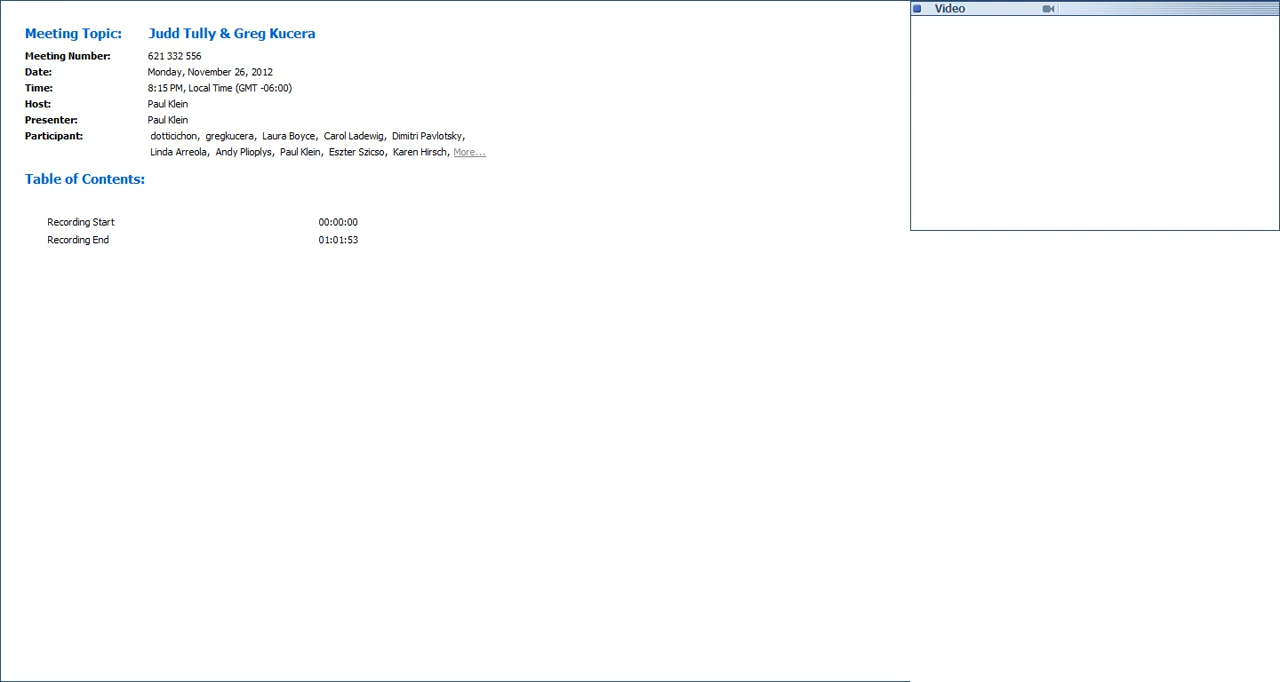 Meeting Topic: Judd Tully & Greg Kucera
Meeting Number: 621 332 556
Date: Monday, November 26, 2012
Time: 8:15 PM, Local Time (GMT -06:00)
Host: Paul Klein
Presenter: Paul Klein
Participant: dotticichon, gregkucera, Laura Boyce, Carol Ladewig, Dimitri Pavlotsky,
Linda Arreola, Andy Plioplys, Paul Klein, Eszter Szicso, Karen Hirsch, More...
Table of Contents:
Recording Start 00:00:00
Recording End 01:01:53
Video